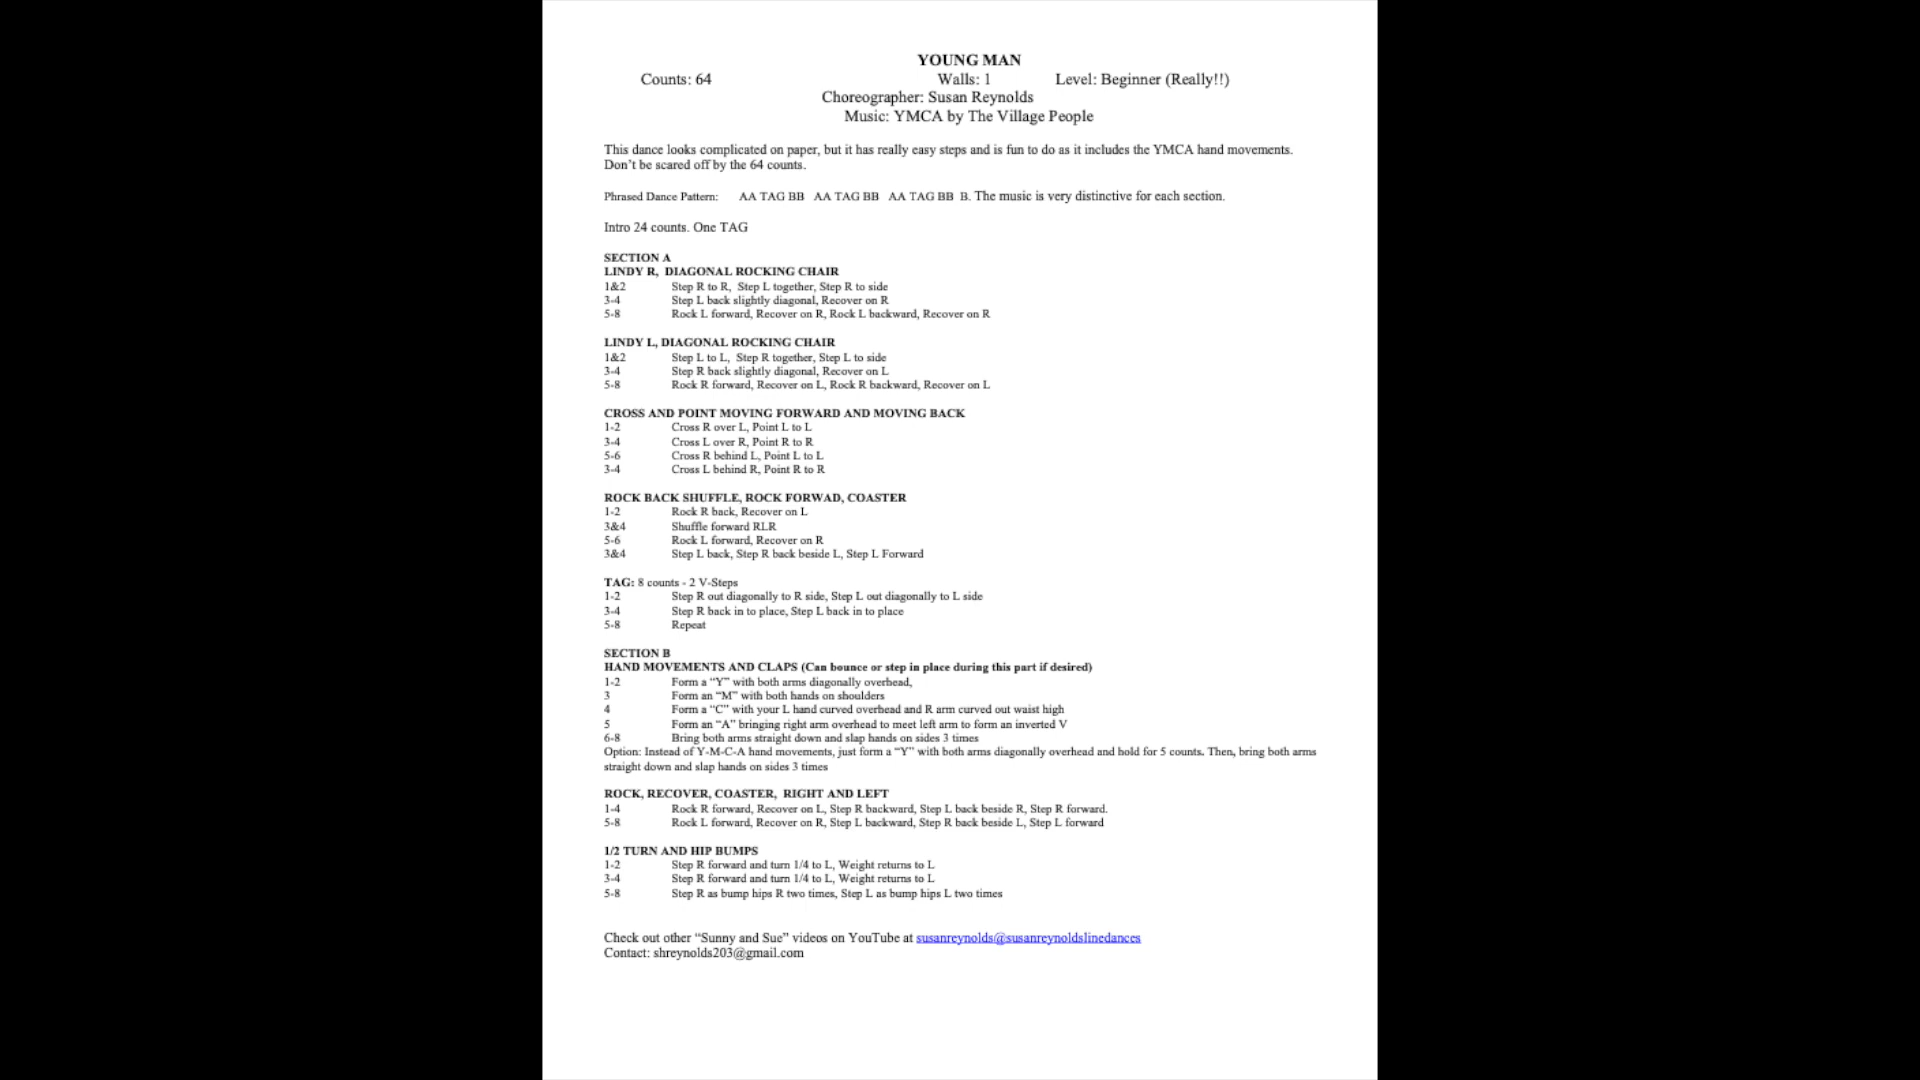 YOUNG MAN
Counts: 64 Walls: 1 Level: Beginner (Really!!)
Choreographer: Susan Reynolds
Music: YMCA by The Village People
This dance looks complicated on paper, but it has really easy steps and is fun to do as it includes the YMCA hand movements.
Don't be scared off by the 64 counts.
Phrased Dance Pattern: AA TAG BB AA TAG BB AA TAG BB B. The music is very distinctive for each section.
Intro 24 counts. One TAG
SECTION A
LINDY R, DIAGONAL ROCKING CHAIR
1&2 Step R to R, Step L together, Step R to side
3-4 Step L back slightly diagonal, Recover on R
5-8 Rock L forward, Recover on R, Rock L backward, Recover on R
LINDY L, DIAGONAL ROCKING CHAIR
1&2 Step L to L, Step R together, Step L to side
3-4 Step R back slightly diagonal, Recover on L
5-8 Rock R forward, Recover on L, Rock R backward, Recover on L
CROSS AND POINT MOVING FORWARD AND MOVING BACK
1-2 Cross R over L, Point L to L
3-4 Cross L over R, Point R to R
5-6 Cross R behind L, Point L to L
3-4 Cross L behind R, Point R to R
ROCK BACK SHUFFLE, ROCK FORWAD, COASTER
1-2 Rock R back, Recover on L
3&4 Shuffle forward RLR
5-6 Rock L forward, Recover on R
3&4 Step L back, Step R back beside L, Step L Forward
TAG: 8 counts - 2 V-Steps
1-2 Step R out diagonally to R side, Step L out diagonally to L side
3-4 Step R back in to place, Step L back in to place
5-8 Repeat
SECTION B
HAND MOVEMENTS AND CLAPS (Can bounce or step in place during this part if desired)
1-2 Form a “Y” with both arms diagonally overhead,
3 Form an “M” with both hands on shoulders
4 Form a “C” with your L hand curved overhead and R arm curved out waist high
5 Form an “A” bringing right arm overhead to meet left arm to form an inverted V
6-8 Bring both arms straight down and slap hands on sides 3 times
Option: Instead of Y-M-C-A hand movements, just form a “Y” with both arms diagonally overhead and hold for 5 counts. Then, bring both arms
straight down and slap hands on sides 3 times
ROCK, RECOVER, COASTER, RIGHT AND LEFT
1-4 Rock R forward, Recover on L, Step R backward, Step L back beside R, Step R forward.
5-8 Rock L forward, Recover on R, Step L backward, Step R back beside L, Step L forward
1/2 TURN AND HIP BUMPS
1-2 Step R forward and turn 1/4 to L, Weight returns to L
3-4 Step R forward and turn 1/4 to L, Weight returns to L
5-8 Step R as bump hips R two times, Step L as bump hips L two times
Check out other “Sunny and Sue” videos on YouTube at susanreynolds@susanreynoldslinedances
Contact: shreynolds203@gmail.com